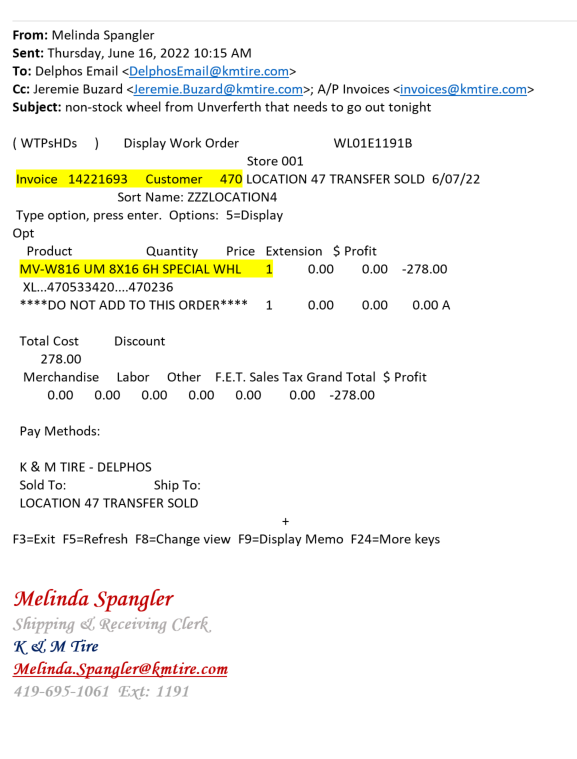 From: Melinda Spangler
Sent: Thursday, June 16, 2022 10:15 AM
To: Delphos Email <DelphosEmail@kmtire.com>
Cc: Jeremie Buzard <Jeremie.Buzard@kmtire.com>; A/P Invoices <invoices@kmtire.com>
Subject: non-stock wheel from Unverferth that needs to go out tonight
( WTPsHDs ) Display Work Order WL01E1191B
Store 001
Invoice 14221693 Customer 470 LOCATION 47 TRANSFER SOLD 6/07/22
Sort Name: ZZZLOCATION4
Type option, press enter. Options: 5=Display
Opt
Product Quantity Price Extension $ Profit
MV-W816 UM 8X16 6H SPECIAL WHL 1 0.00 0.00 -278.00
XL...470533420....470236
****DO NOT ADD TO THIS ORDER**** 1 0.00 0.00 0.00 A
Total Cost Discount
278.00
Merchandise Labor Other F.E.T. Sales Tax Grand Total $ Profit
0.00 0.00 0.00 0.00 0.00 0.00 -278.00
Pay Methods:
K & M TIRE - DELPHOS
Sold To: Ship To:
LOCATION 47 TRANSFER SOLD
+
F3=Exit F5=Refresh F8=Change view F9=Display Memo F24=More keys
Melinda Spangler
Shipping & Receiving Clerk
K & M Tire
Melinda.Spangler@kmtire.com
419-695-1061 Ext: 1191